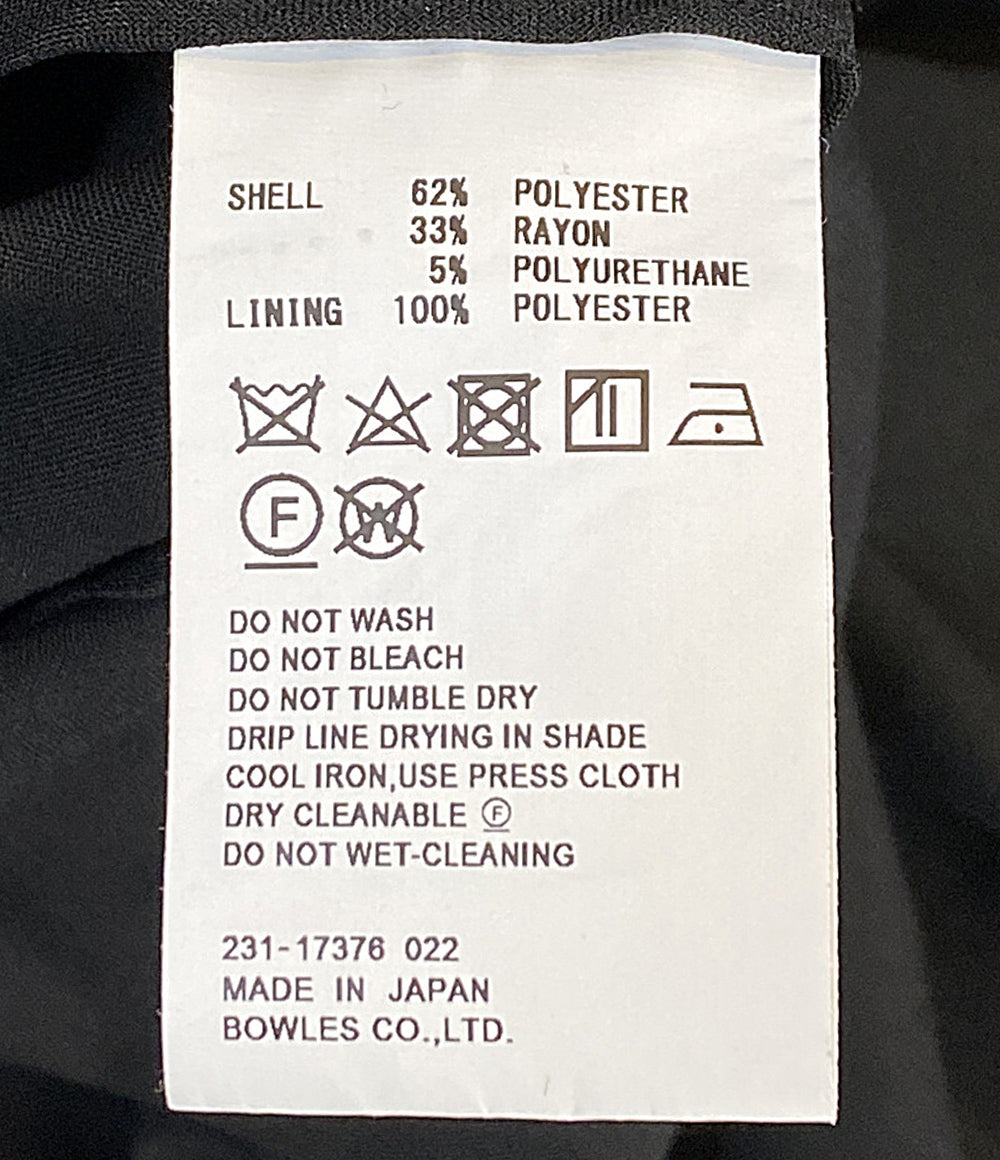 SHELL 62% POLYESTER
33% RAYON
5% POLYURETHANE
LINING 100% POLYESTER
F W
DO NOT WASH
DO NOT BLEACH
DO NOT TUMBLE DRY
DRIP LINE DRYING IN SHADE
COOL IRON,USE PRESS CLOTH
DRY CLEANABLE Ⓕ
DO NOT WET-CLEANING
231-17376 022
MADE IN JAPAN
BOWLES CO.,LTD.